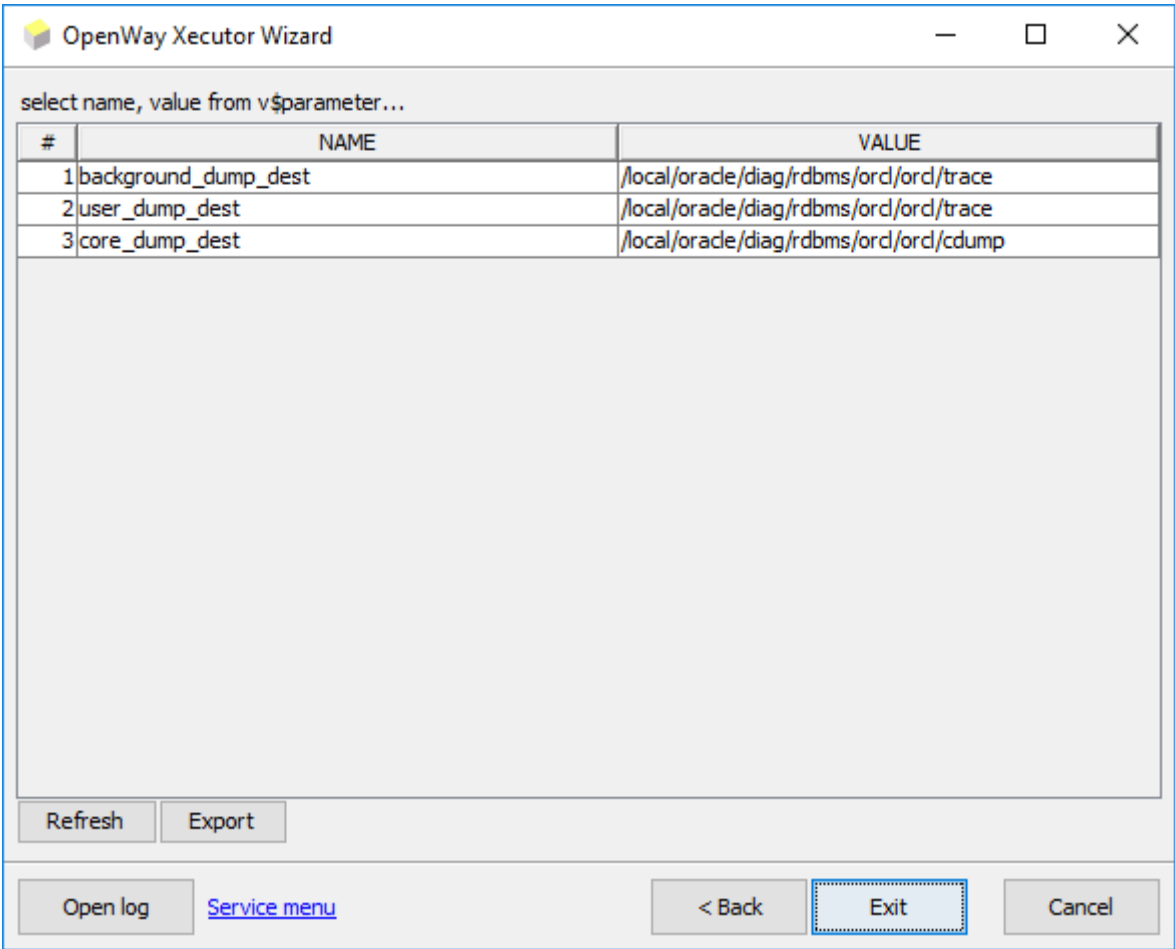 OpenWay Xecutor Wizard
select name, value from v$parameter...
# NAME VALUE
1 background_dump_dest /local/oracle/diag/rdbms/orcl/orcl/trace
2 user_dump_dest /local/oracle/diag/rdbms/orcl/orcl/trace
3 core_dump_dest /local/oracle/diag/rdbms/orcl/orcl/cdump
Refresh Export
Open log Service menu < Back Exit Cancel